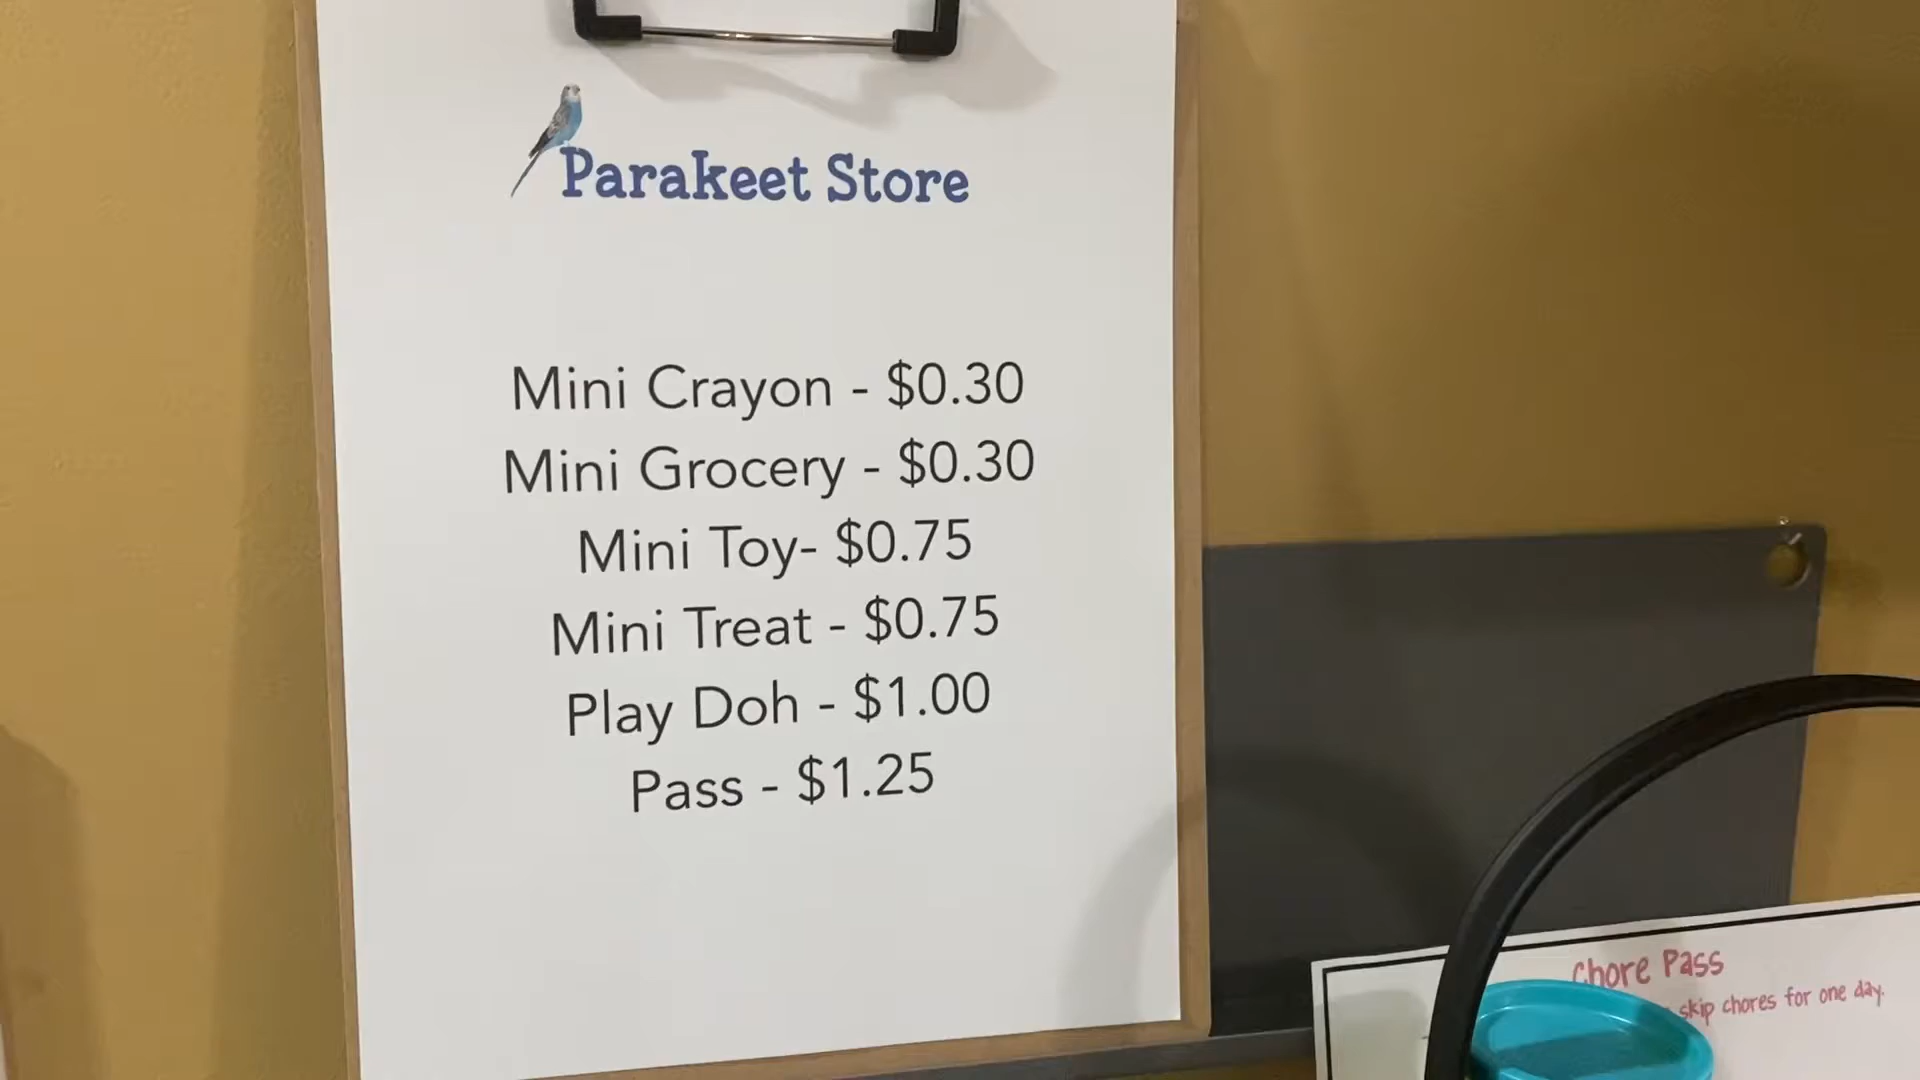 Parakeet Store
Mini Crayon - $0.30
Mini Grocery - $0.30
Mini Toy- $0.75
Mini Treat - $0.75
Play Doh - $1.00
Pass - $1.25
Chore Pass
skip chores for one day.